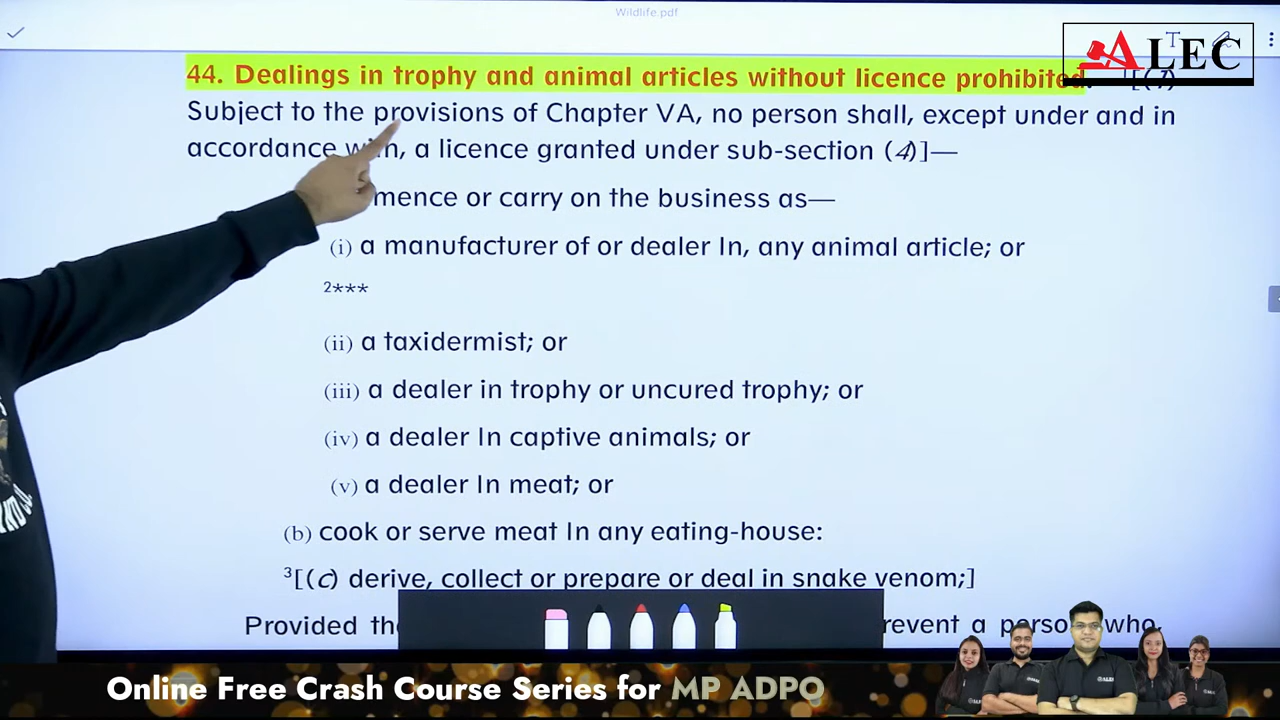 Wildlife.pdf
ALEC
44. Dealings in trophy and animal articles without licence prohibited.
Subject to the provisions of Chapter VA, no person shall, except under and in
accordance with, a licence granted under sub-section (4)]—
mence or carry on the business as—
(i) a manufacturer of or dealer In, any animal article; or
2***
(ii) a taxidermist; or
(iii) a dealer in trophy or uncured trophy; or
(iv) a dealer In captive animals; or
(v) a dealer In meat; or
(b) cook or serve meat In any eating-house:
3[(c) derive, collect or prepare or deal in snake venom;]
Provided revent a person who
Online Free Crash Course Series for MP ADPO